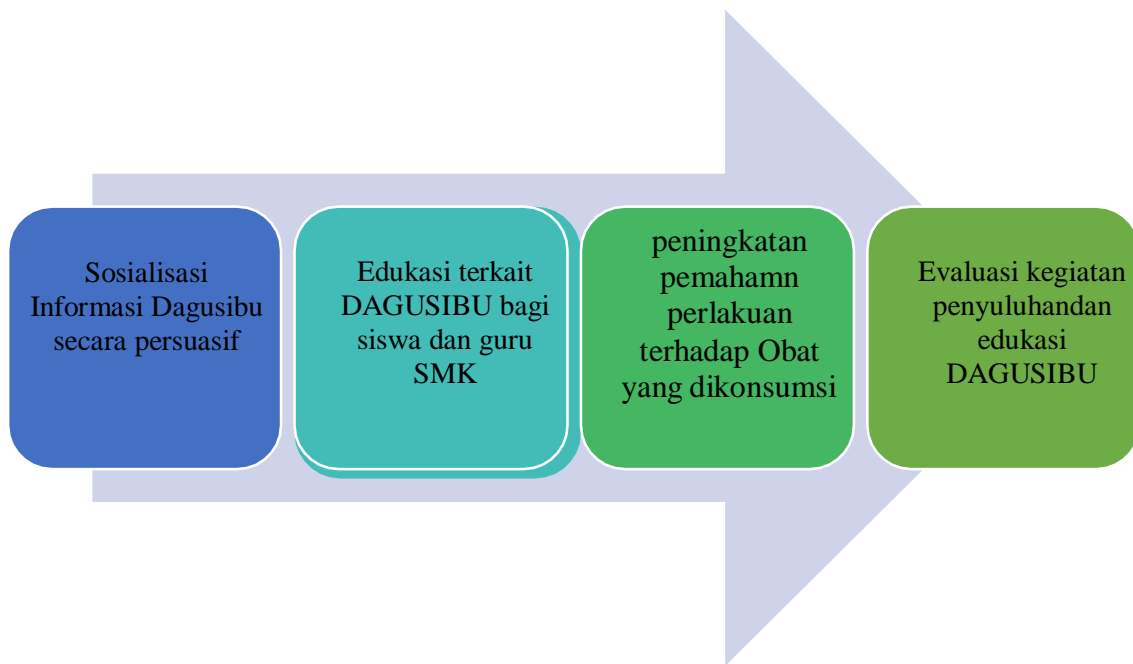 Sosialisasi
Informasi Dagusibu
secara persuasif
Edukasi terkait
DAGUSIBU bagi
siswa dan guru
SMK
peningkatan
pemahamn
perlakuan
terhadap Obat
yang dikonsumsi
Evaluasi kegiatan
penyuluhandan
edukasi
DAGUSIBU